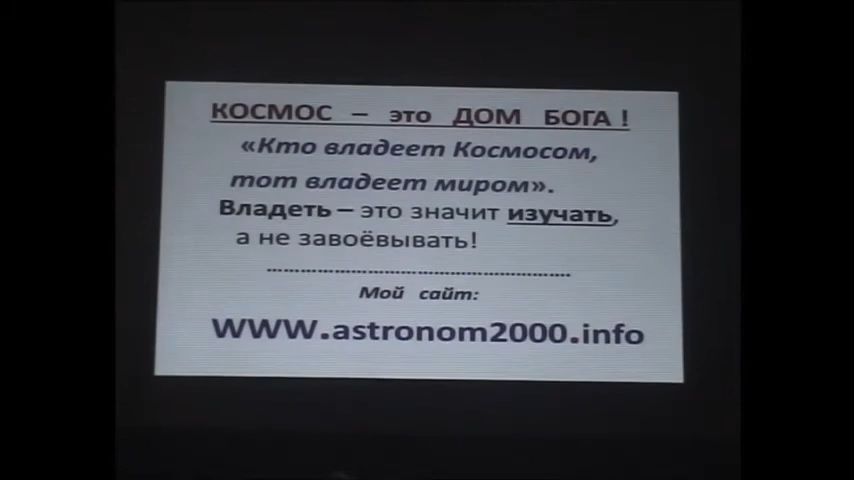 КОСМОС – это ДОМ БОГА !
«Кто владеет Космосом,
тот владеет миром».
Владеть – это значит изучать,
а не завоёвывать!
................................................................
Мой сайт:
WWW.astronom2000.info